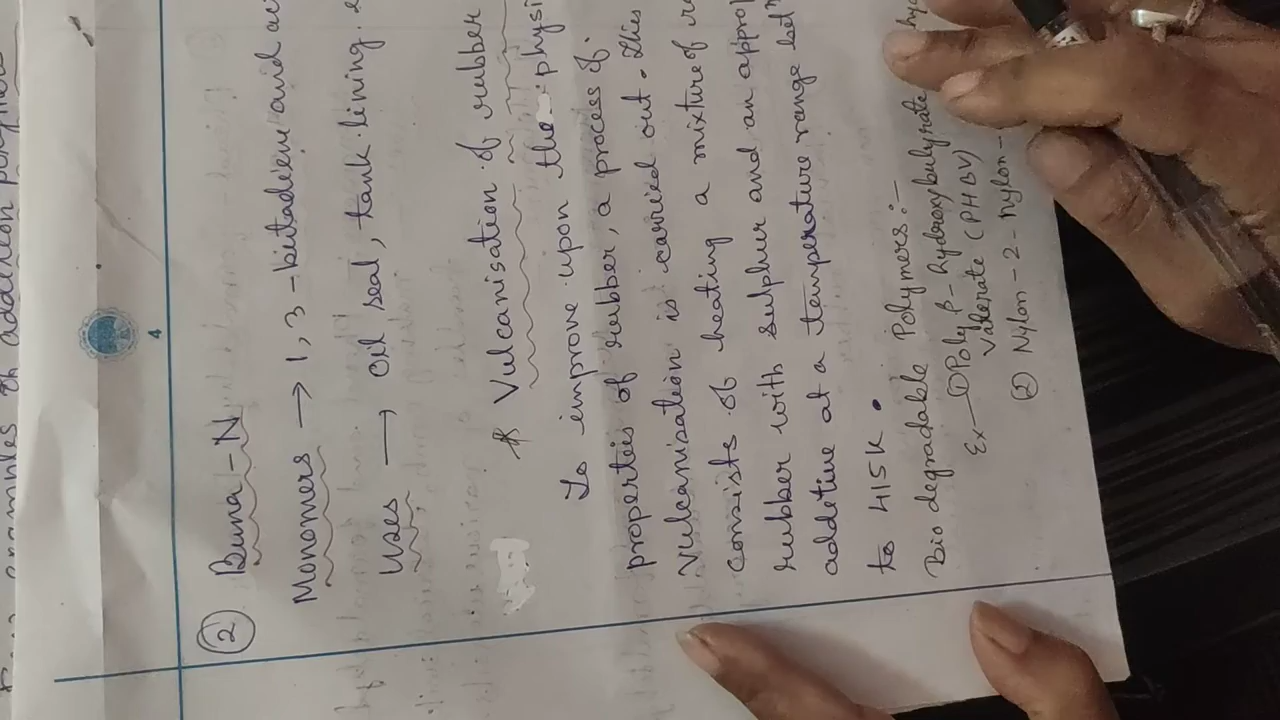 examples of addition polymers
4
② Buna-N
Monomers → 1, 3 - butadiene and
Uses → Oil seal, tank lining.
* Vulcanisation of rubber
To improve upon the physi
properties of rubber, a process of.
Vulcanisation is carried out. This
consists of heating a mixture of
rubber with sulphur and an approp
additive at a temperature range
to 415K.
Bio degradable Polymers:-
Ex- ① Poly β- hydroxybutyrate
valerate (PHBV)
② Nylon-2-Nylon-